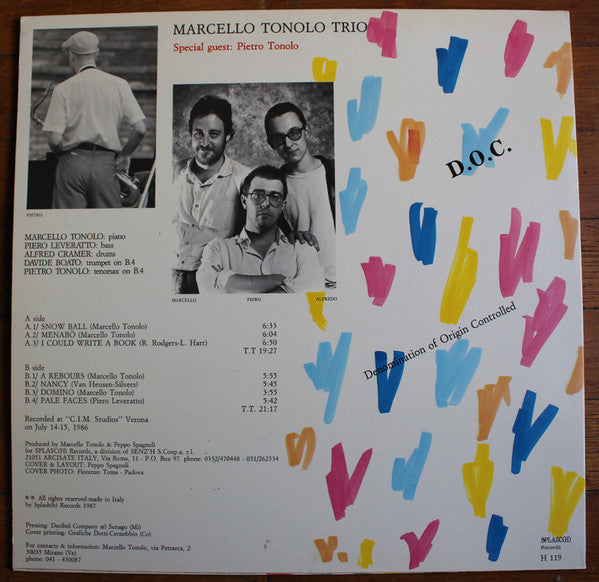 MARCELLO TONOLO TRIO
Special guest: Pietro Tonolo
PIETRO
MARCELLO PIERO ALFREDO
MARCELLO TONOLO: piano
PIERO LEVERATTO: bass
ALFRED CRAMER: drums
DAVIDE BOATO: trumpet on B.4
PIETRO TONOLO: tenorsax on B.4
A side
A.1/ SNOW BALL (Marcello Tonolo) 6:33
A.2/ MENABÒ (Marcello Tonolo) 6:04
A.3/ I COULD WRITE A BOOK (R. Rodgers-L. Hart) 6:50
T.T 19:27
B side
B.1/ A REBOURS (Marcello Tonolo) 5:55
B.2/ NANCY (Van Heusen-Silvers) 5:45
B.3/ DOMINO (Marcello Tonolo) 3:55
B.4/ PALE FACES (Piero Leveratto) 5:42
T.T. 21:17
Recorded at "C.I.M. Studios" Verona
on July 14-15, 1986
Produced by Marcello Tonolo & Peppo Spagnoli
for SPLASC(H) Records, a division of SENZ'H S.Coop.a. r.l.
21051 ARCISATE ITALY, Via Roma, 11 - P.O. Box 97. phone: 0332/470448 - 031/262334
COVER & LAYOUT: Peppo Spagnoli
COVER PHOTO: Fiorenzo Toma - Padova
℗ © All rights reserved-made in Italy
by Splasc(h) Records 1987
Pressing: Decibel Company srl Senago (Mi)
Cover printing: Grafiche Dotti-Cernobbio (Co)
For contacts & information: Marcello Tonolo, via Petrarca, 2
30035 Mirano (Ve)
phone: 041 - 430087
D.O.C.
Denomination of Origin Controlled
SPLASC(H)
Records
H 119